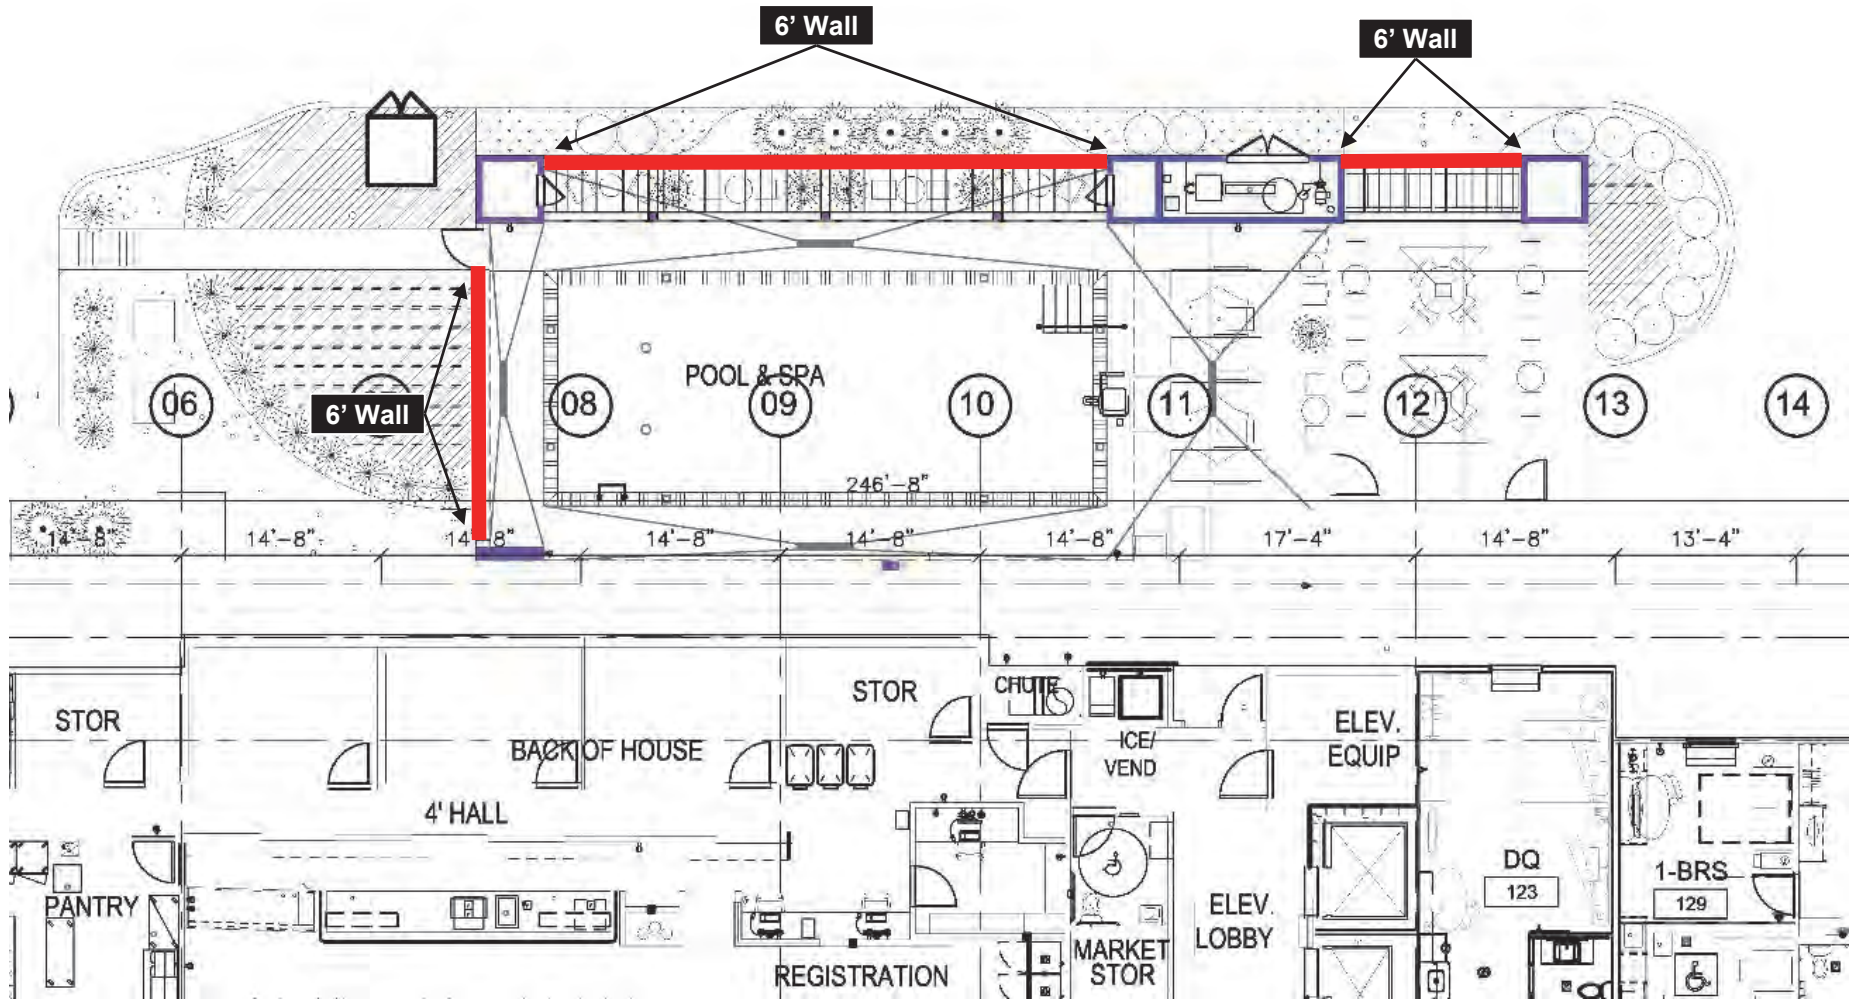 6’ Wall
6’ Wall
POOL & SPA
06
08
09
10
11
12
13
14
6’ Wall
246'-8"
14'-8"
14'-8"
14'-8"
14'-8"
14'-8"
14'-8"
17'-4"
14'-8"
13'-4"
STOR
STOR
CHUTE
BACK OF HOUSE
ICE/
VEND
ELEV.
EQUIP
4' HALL
DQ
123
1-BRS
129
PANTRY
ELEV.
LOBBY
MARKET
STOR
REGISTRATION